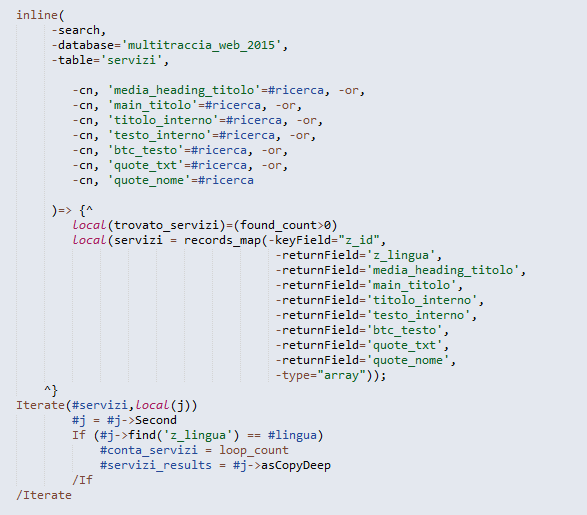 inline(
-search,
-database='multitraccia_web_2015',
-table='servizi',
-cn, 'media_heading_titolo'=#ricerca, -or,
-cn, 'main_titolo'=#ricerca, -or,
-cn, 'titolo_interno'=#ricerca, -or,
-cn, 'testo_interno'=#ricerca, -or,
-cn, 'btc_testo'=#ricerca, -or,
-cn, 'quote_txt'=#ricerca, -or,
-cn, 'quote_nome'=#ricerca
)=> {^
local(trovato_servizi)=(found_count>0)
local(servizi = records_map(-keyField="z_id",
-returnField='z_lingua',
-returnField='media_heading_titolo',
-returnField='main_titolo',
-returnField='titolo_interno',
-returnField='testo_interno',
-returnField='btc_testo',
-returnField='quote_txt',
-returnField='quote_nome',
-type="array"));
^}
Iterate(#servizi,local(j))
#j = #j->Second
If (#j->find('z_lingua') == #lingua)
#conta_servizi = loop_count
#servizi_results = #j->asCopyDeep
/If
/Iterate